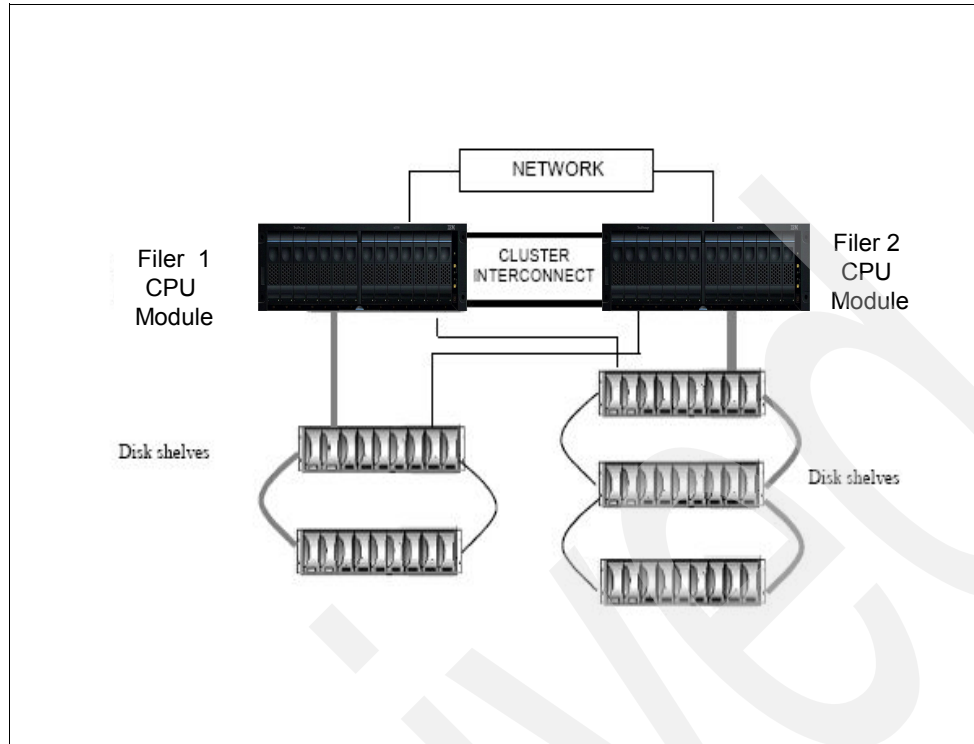 NETWORK
Filer 1
CPU
Module
CLUSTER
INTERCONNECT
Filer 2
CPU
Module
Disk shelves
Disk shelves